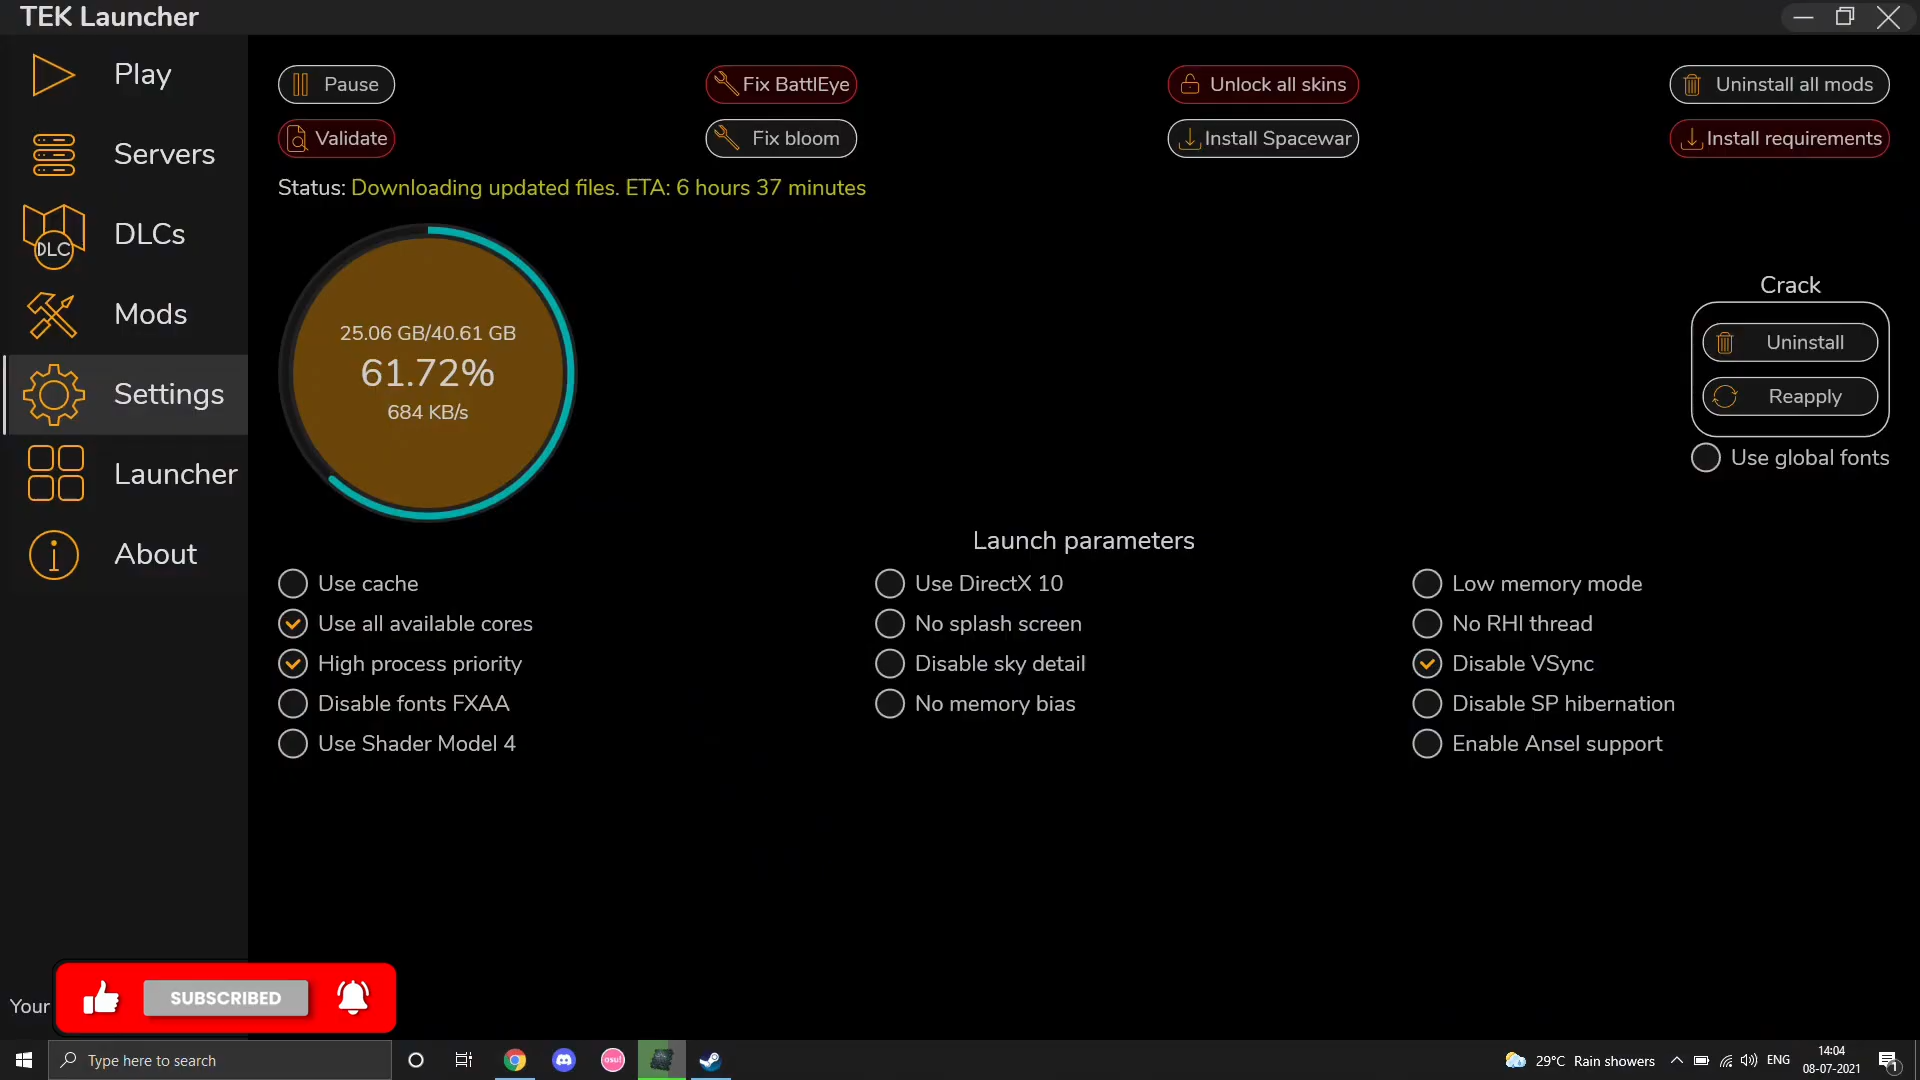 TEK Launcher
Play
Servers
DLC
DLCs
Mods
Settings
Launcher
About
Pause
Fix BattlEye
Unlock all skins
Uninstall all mods
Validate
Fix bloom
Install Spacewar
Install requirements
Status: Downloading updated files. ETA: 6 hours 37 minutes
25.06 GB/40.61 GB
61.72%
684 KB/s
Crack
Uninstall
Reapply
Use global fonts
Launch parameters
Use cache
Use DirectX 10
Low memory mode
Use all available cores
No splash screen
No RHI thread
High process priority
Disable sky detail
Disable VSync
Disable fonts FXAA
No memory bias
Disable SP hibernation
Use Shader Model 4
Enable Ansel support
Your
SUBSCRIBED
Type here to search
osu!
29°C Rain showers
ENG
14:04
08-07-2021
1